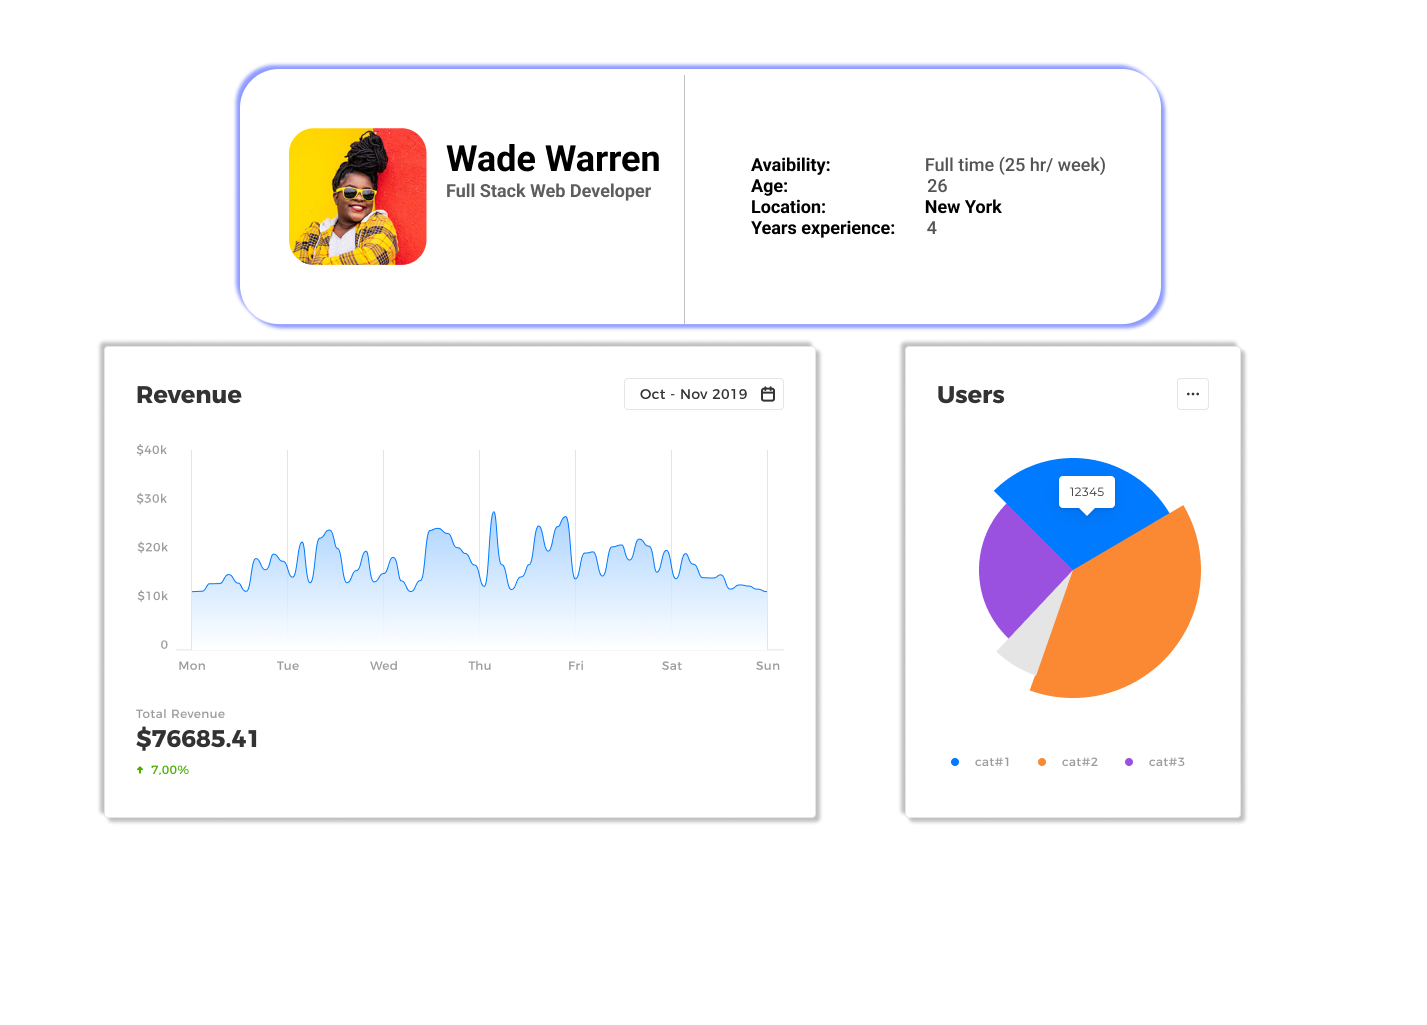 Wade Warren
Full Stack Web Developer
Avaibility: Full time (25 hr/ week)
Age: 26
Location: New York
Years experience: 4
Revenue
Oct - Nov 2019
$40k
$30k
$20k
$10k
0
Mon Tue Wed Thu Fri Sat Sun
Total Revenue
$76685.41
7,00%
Users
12345
cat#1 cat#2 cat#3